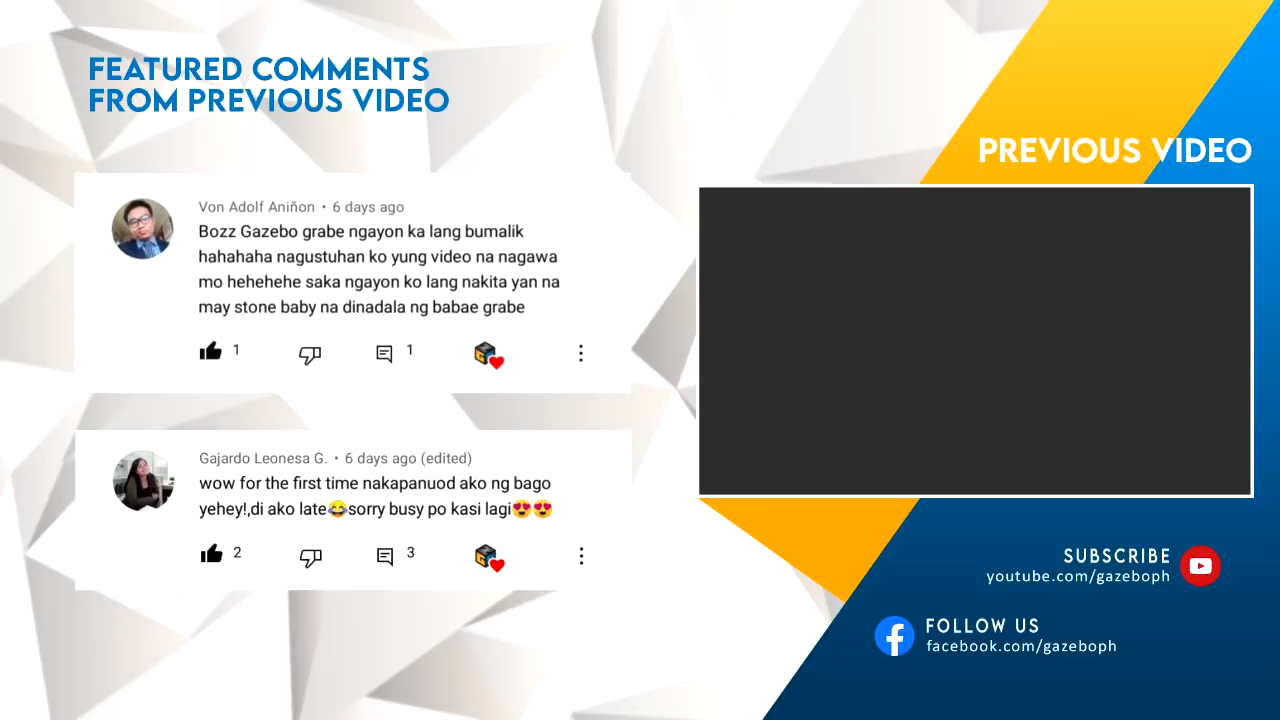 FEATURED COMMENTS
FROM PREVIOUS VIDEO
PREVIOUS VIDEO
Von Adolf Aniñon • 6 days ago
Bozz Gazebo grabe ngayon ka lang bumalik
hahahaha nagustuhan ko yung video na nagawa
mo hehehehe saka ngayon ko lang nakita yan na
may stone baby na dinadala ng babae grabe
1 1
Gajardo Leonesa G. • 6 days ago (edited)
wow for the first time nakapanuod ako ng bago
yehey!,di ako late😂sorry busy po kasi lagi😍😍
2 3
SUBSCRIBE
youtube.com/gazeboph
FOLLOW US
facebook.com/gazeboph